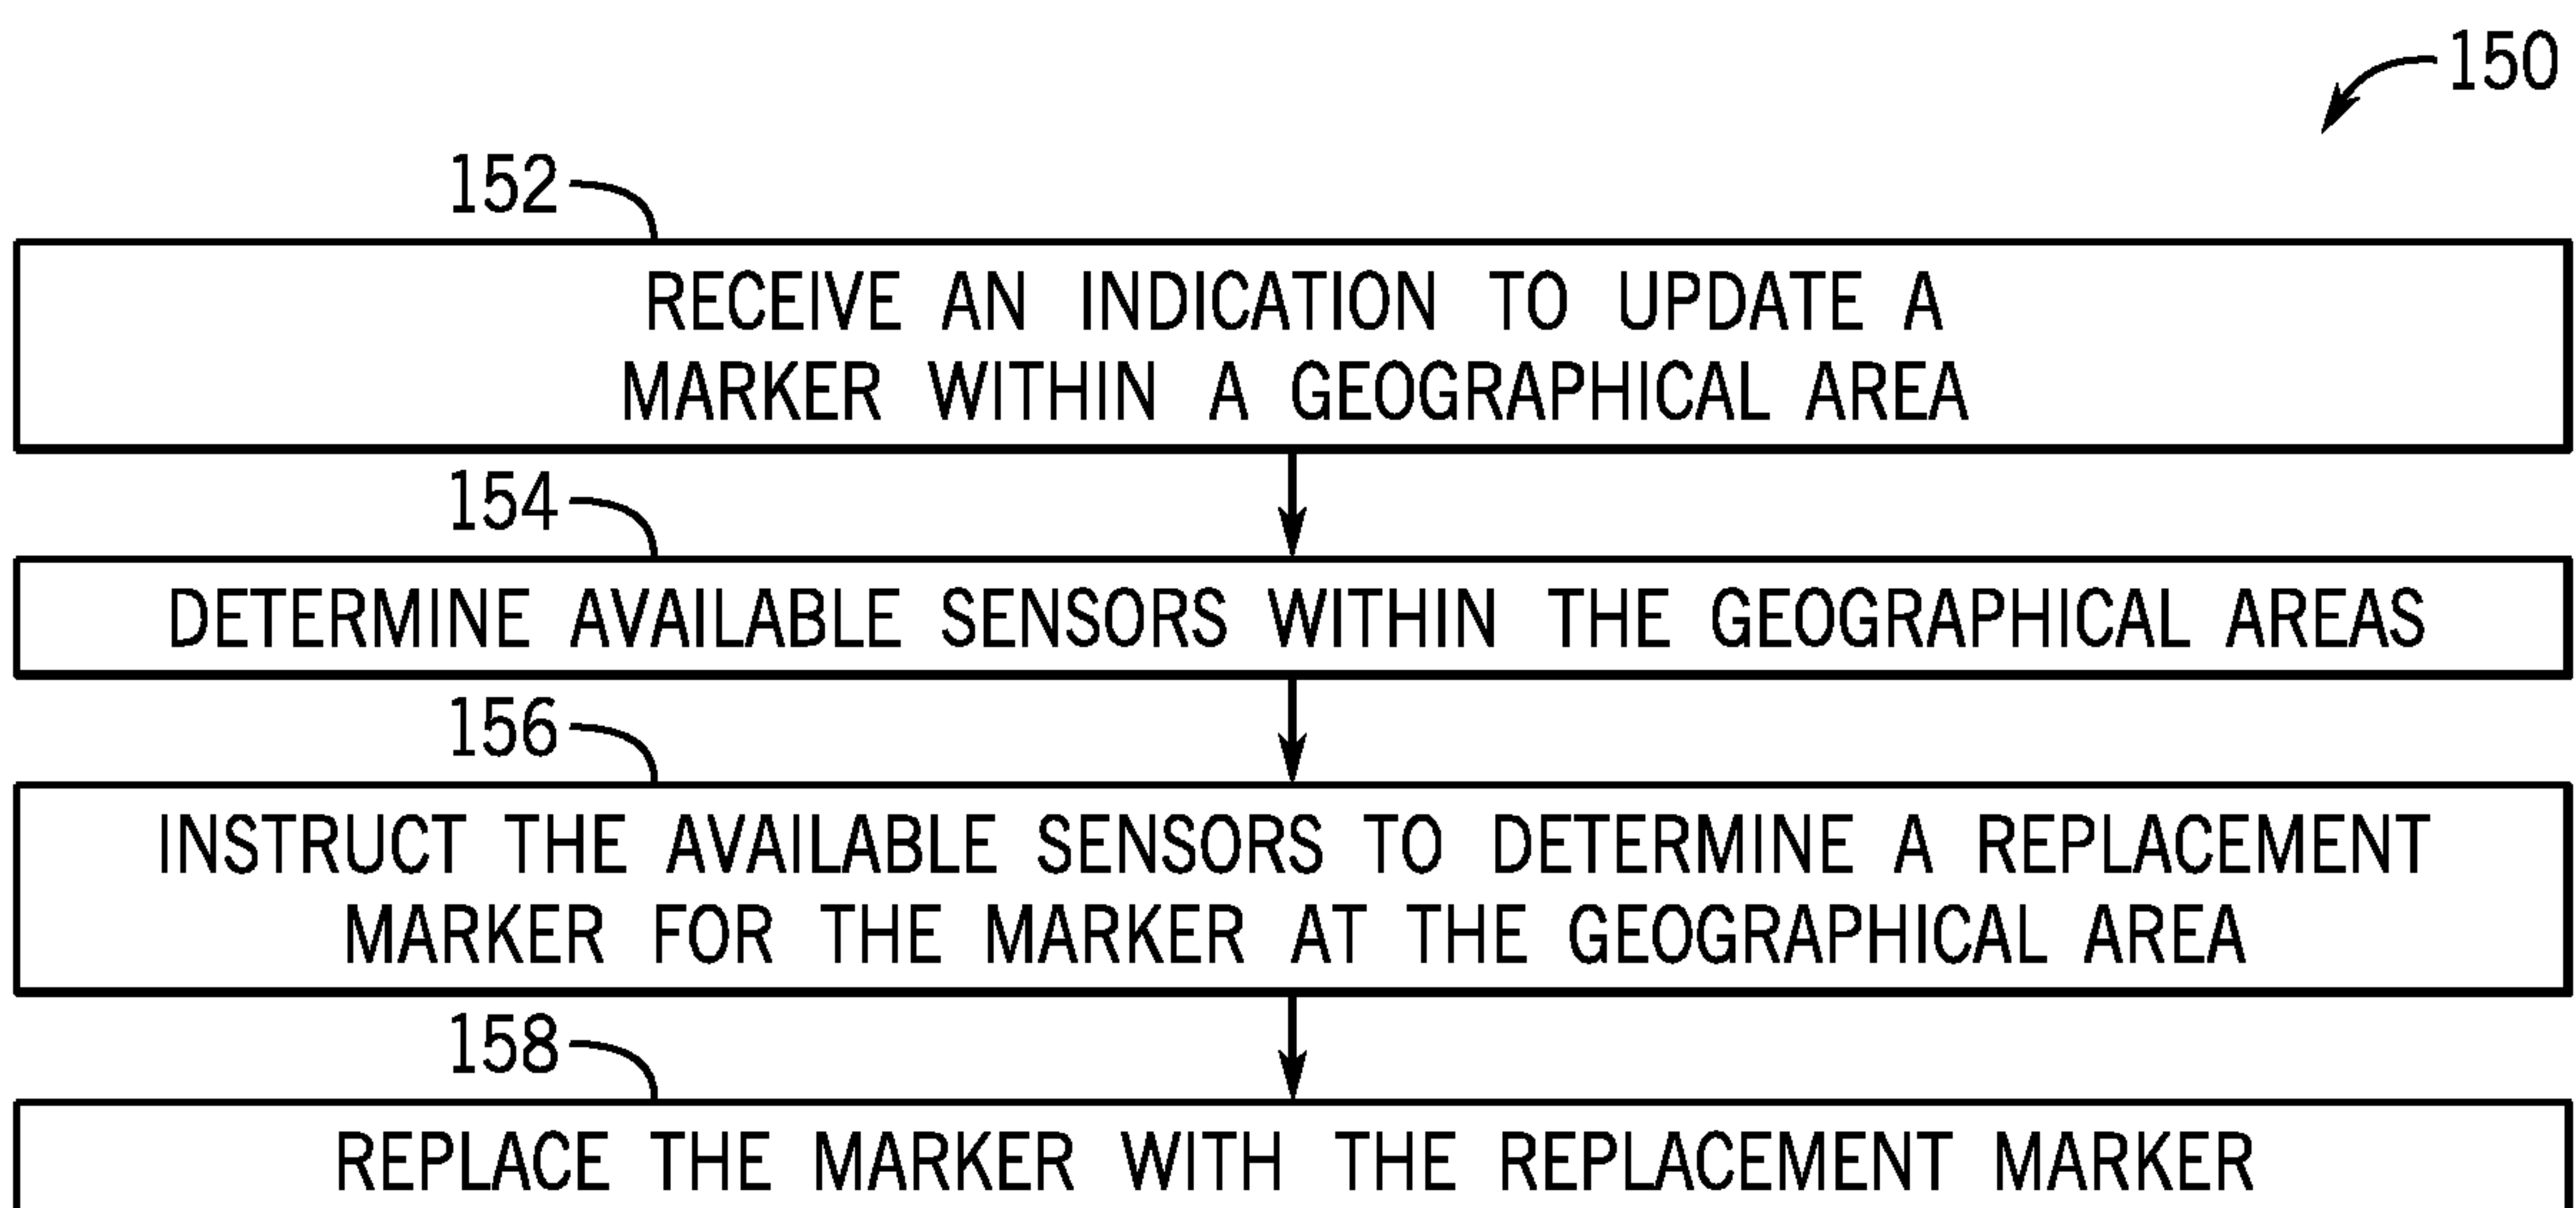 150
152
RECEIVE AN INDICATION TO UPDATE A
MARKER WITHIN A GEOGRAPHICAL AREA
154
DETERMINE AVAILABLE SENSORS WITHIN THE GEOGRAPHICAL AREAS
156
INSTRUCT THE AVAILABLE SENSORS TO DETERMINE A REPLACEMENT
MARKER FOR THE MARKER AT THE GEOGRAPHICAL AREA
158
REPLACE THE MARKER WITH THE REPLACEMENT MARKER